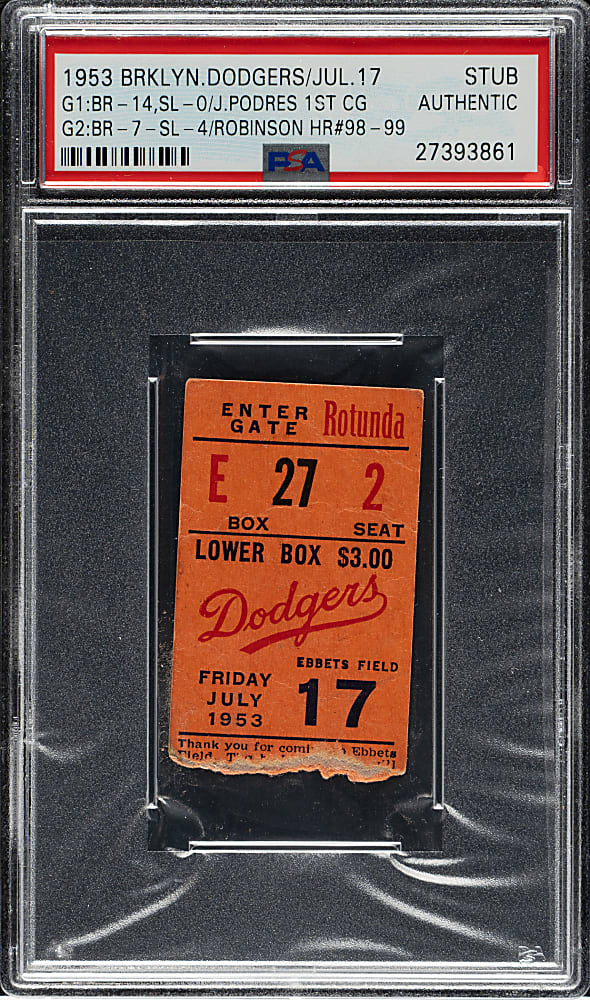 1953 BRKLYN.DODGERS/JUL.17 STUB
G1:BR-14,SL-0/J.PODRES 1ST CG AUTHENTIC
G2:BR-7-SL-4/ROBINSON HR#98-99
PSA 27393861
ENTER GATE Rotunda
E 27 2
BOX SEAT
LOWER BOX $3.00
Dodgers
EBBETS FIELD
FRIDAY JULY 1953 17
Thank you for Ebbets
Field.